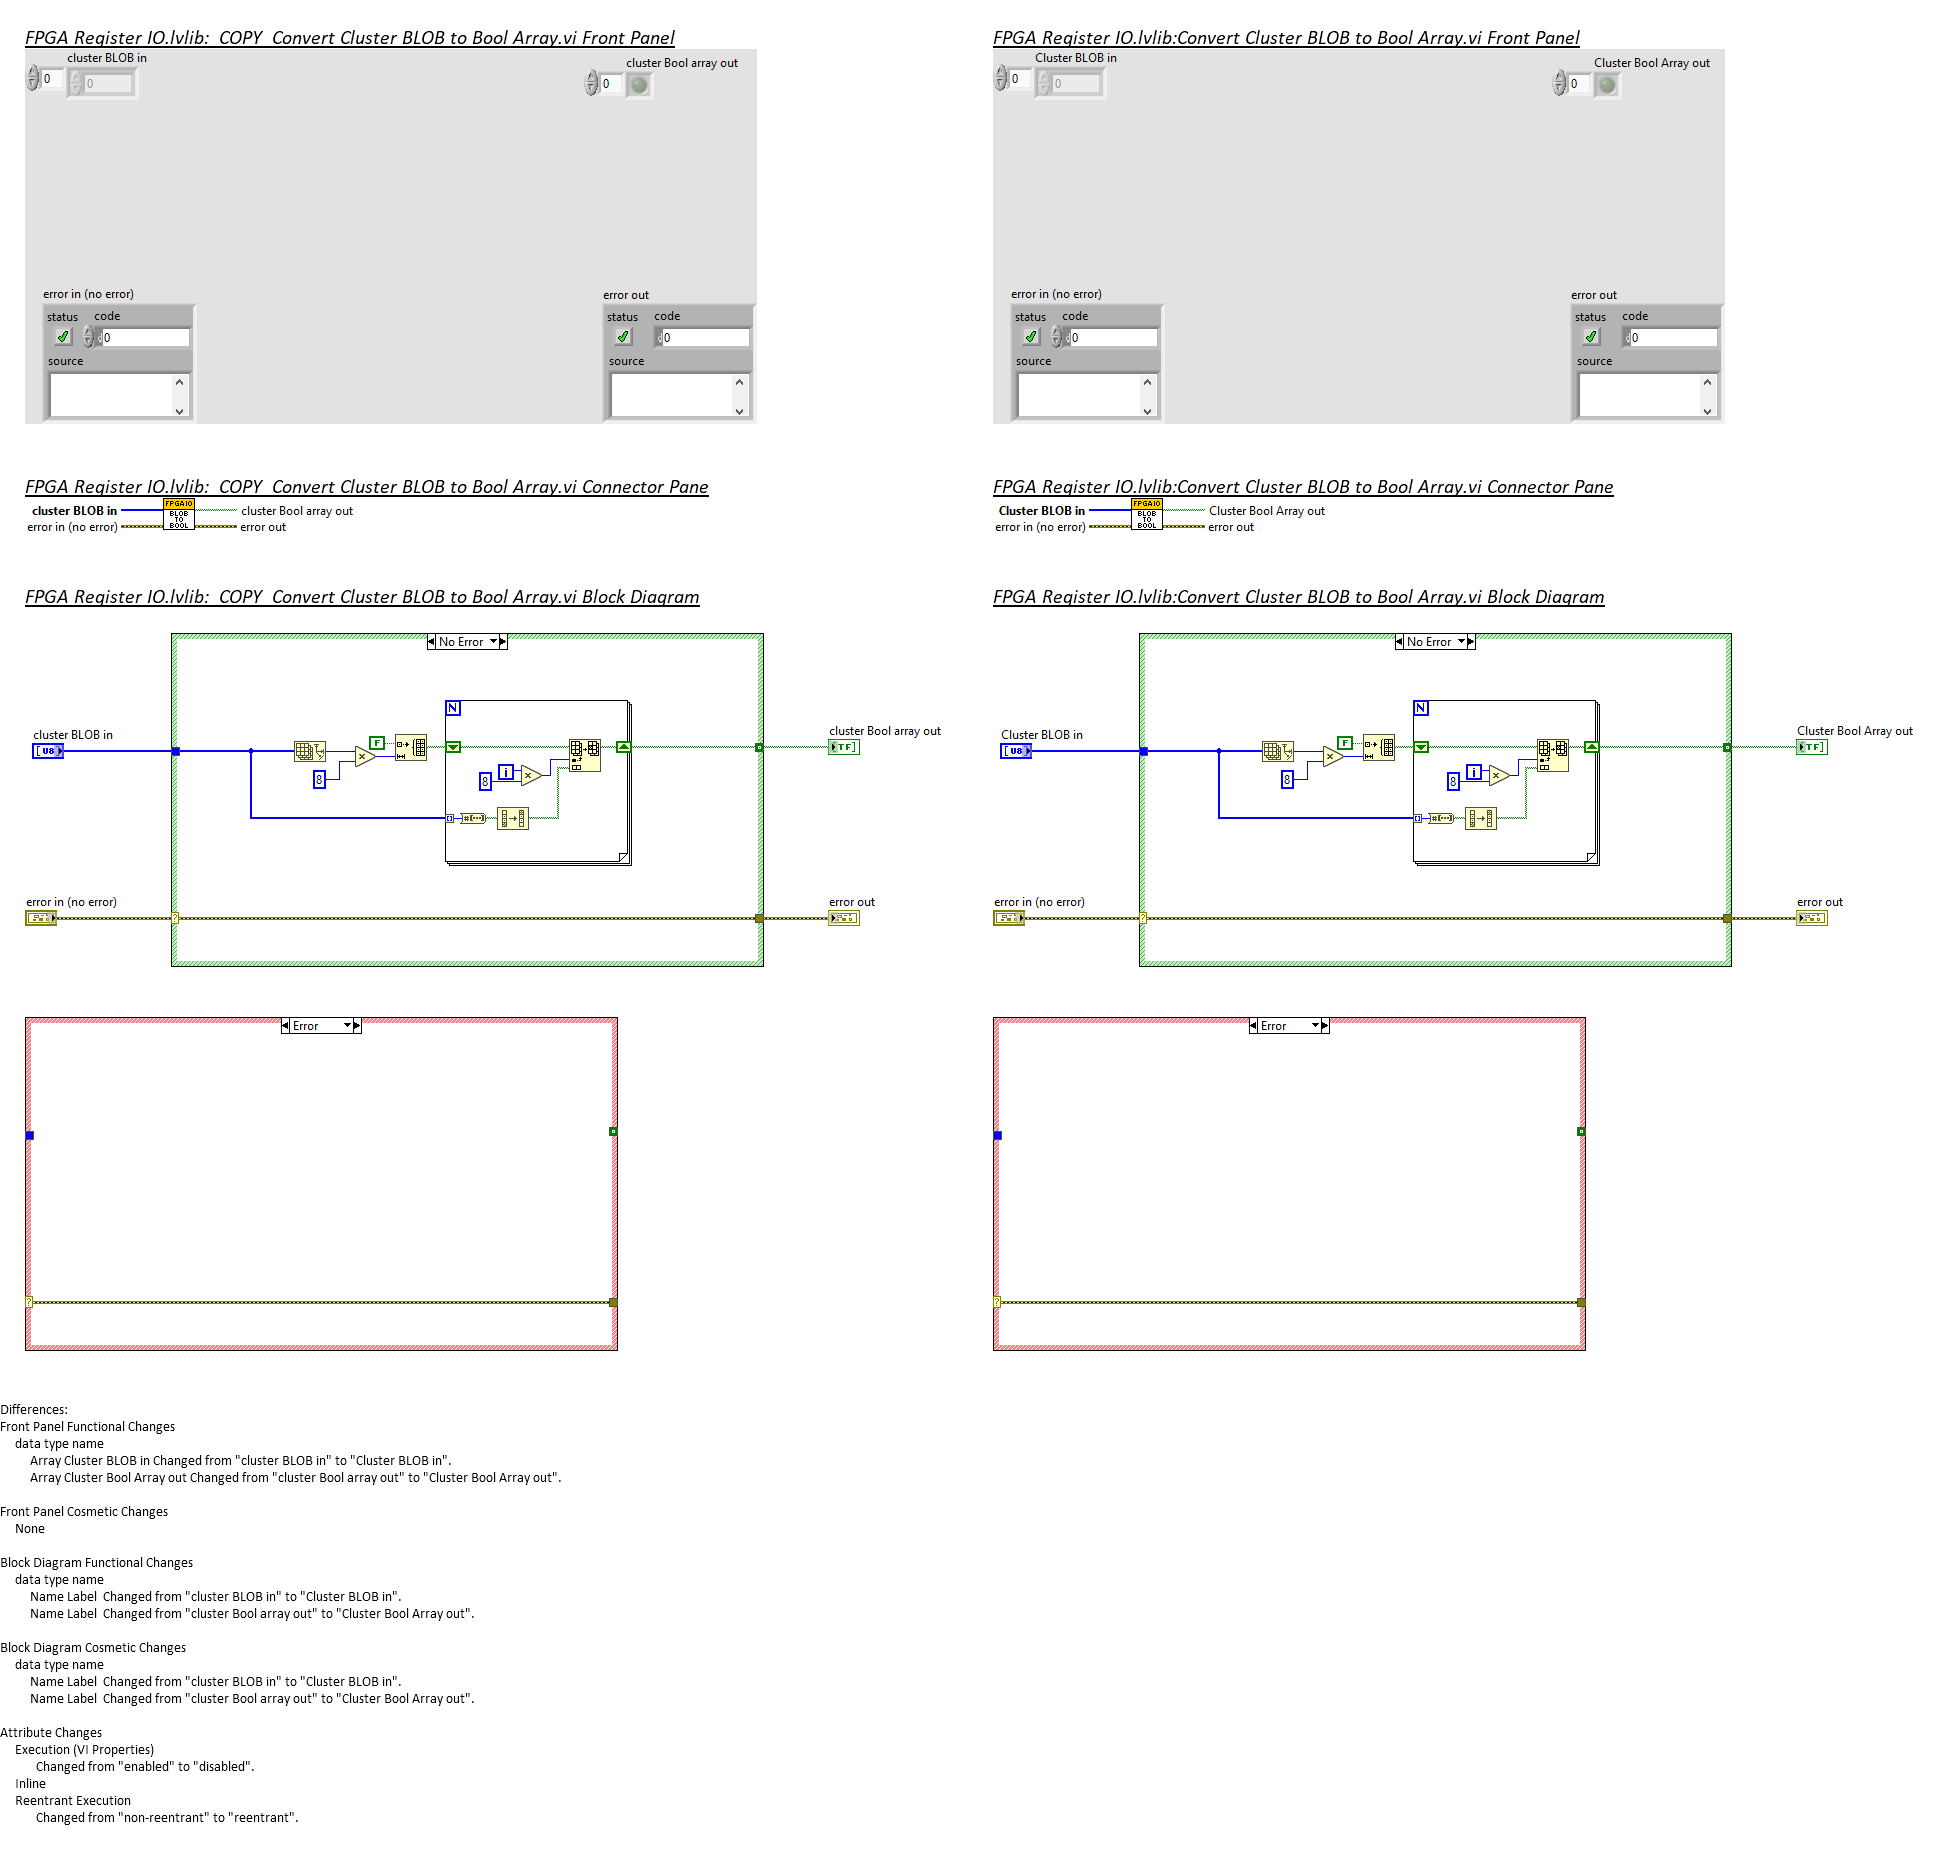 FPGA Register IO.lvlib:  COPY  Convert Cluster BLOB to Bool Array.vi Front Panel
cluster BLOB in
0
0
cluster Bool array out
0
error in (no error)
status
code
0
source
error out
status
code
0
source
FPGA Register IO.lvlib:Convert Cluster BLOB to Bool Array.vi Front Panel
Cluster BLOB in
0
0
Cluster Bool Array out
0
error in (no error)
status
code
0
source
error out
status
code
0
source
FPGA Register IO.lvlib:  COPY  Convert Cluster BLOB to Bool Array.vi Connector Pane
FPGAIO
BLOB
TO
BOOL
cluster BLOB in
cluster Bool array out
error in (no error)
error out
FPGA Register IO.lvlib:Convert Cluster BLOB to Bool Array.vi Connector Pane
FPGAIO
BLOB
TO
BOOL
Cluster BLOB in
Cluster Bool Array out
error in (no error)
error out
FPGA Register IO.lvlib:  COPY  Convert Cluster BLOB to Bool Array.vi Block Diagram
No Error
N
cluster BLOB in
U8
F
8
8
i
cluster Bool array out
TF
error in (no error)
?
error out
Error
?
FPGA Register IO.lvlib:Convert Cluster BLOB to Bool Array.vi Block Diagram
No Error
N
Cluster BLOB in
U8
F
8
8
i
Cluster Bool Array out
TF
error in (no error)
?
error out
Error
?
Differences:
Front Panel Functional Changes
data type name
Array Cluster BLOB in Changed from "cluster BLOB in" to "Cluster BLOB in".
Array Cluster Bool Array out Changed from "cluster Bool array out" to "Cluster Bool Array out".
Front Panel Cosmetic Changes
None
Block Diagram Functional Changes
data type name
Name Label  Changed from "cluster BLOB in" to "Cluster BLOB in".
Name Label  Changed from "cluster Bool array out" to "Cluster Bool Array out".
Block Diagram Cosmetic Changes
data type name
Name Label  Changed from "cluster BLOB in" to "Cluster BLOB in".
Name Label  Changed from "cluster Bool array out" to "Cluster Bool Array out".
Attribute Changes
Execution (VI Properties)
Changed from "enabled" to "disabled".
Inline
Reentrant Execution
Changed from "non-reentrant" to "reentrant".